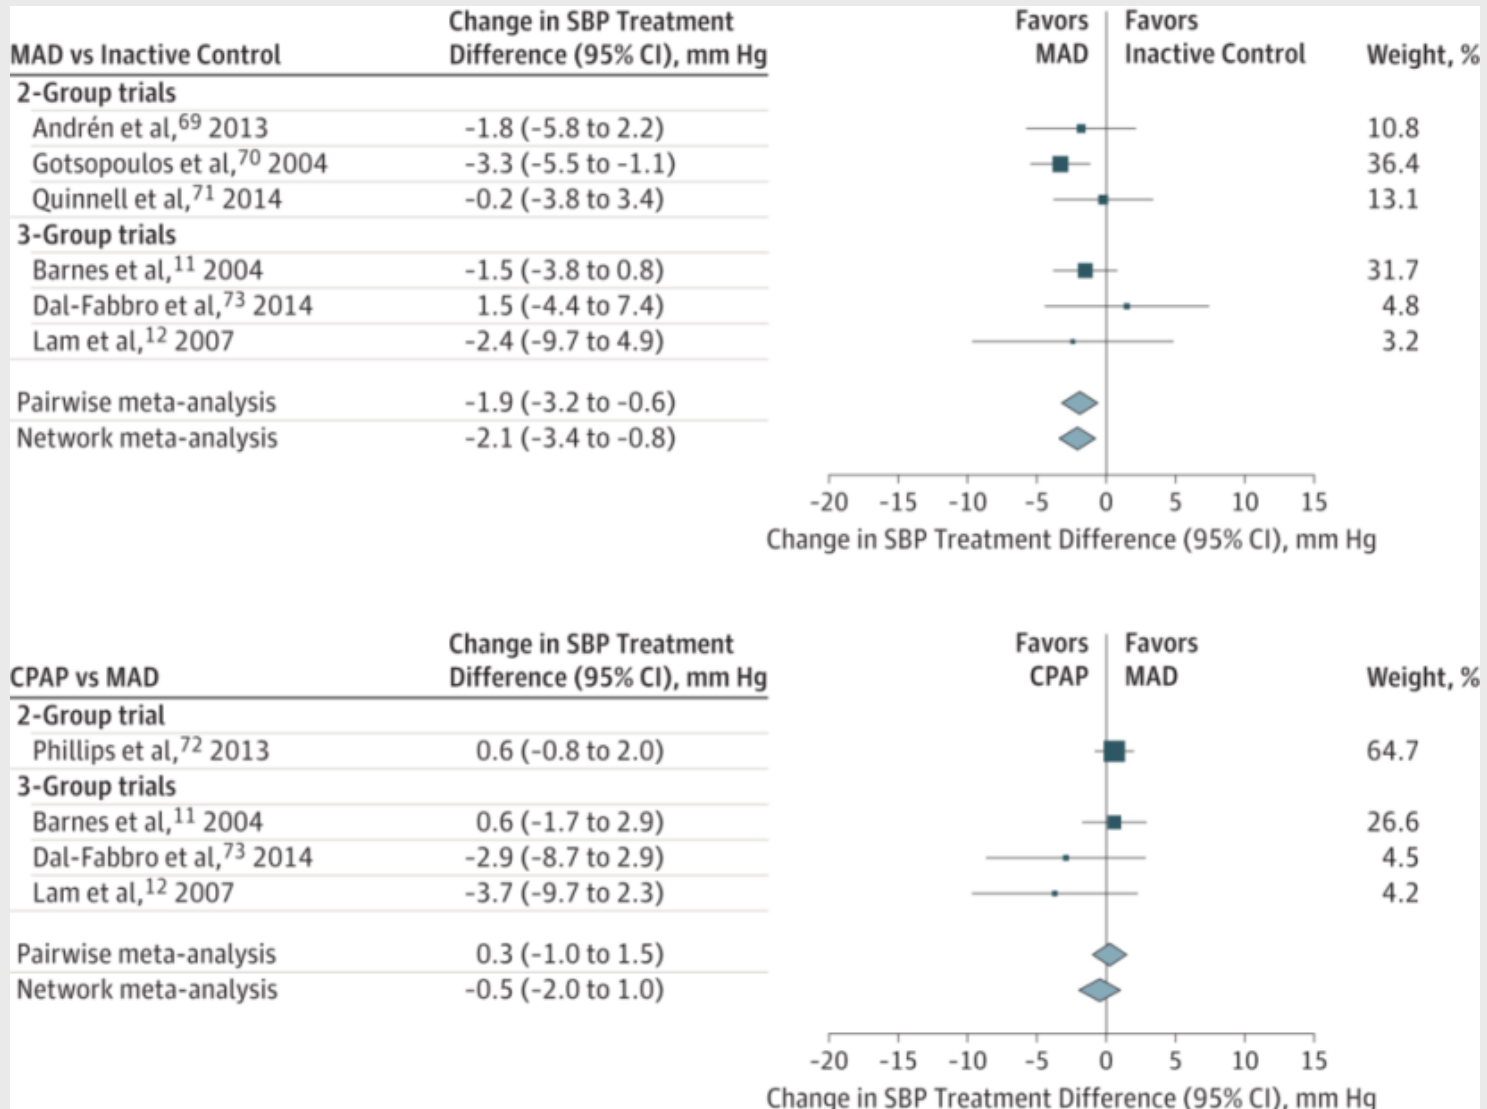 Change in SBP Treatment Favors Favors
MAD vs Inactive Control Difference (95% CI), mm Hg MAD Inactive Control Weight, %
2-Group trials
Andrén et al,69 2013 -1.8 (-5.8 to 2.2) 10.8
Gotsopoulos et al,70 2004 -3.3 (-5.5 to -1.1) 36.4
Quinnell et al,71 2014 -0.2 (-3.8 to 3.4) 13.1
3-Group trials
Barnes et al,11 2004 -1.5 (-3.8 to 0.8) 31.7
Dal-Fabbro et al,73 2014 1.5 (-4.4 to 7.4) 4.8
Lam et al,12 2007 -2.4 (-9.7 to 4.9) 3.2
Pairwise meta-analysis -1.9 (-3.2 to -0.6)
Network meta-analysis -2.1 (-3.4 to -0.8)
-20 -15 -10 -5 0 5 10 15
Change in SBP Treatment Difference (95% CI), mm Hg
Change in SBP Treatment Favors Favors
CPAP vs MAD Difference (95% CI), mm Hg CPAP MAD Weight, %
2-Group trial
Phillips et al,72 2013 0.6 (-0.8 to 2.0) 64.7
3-Group trials
Barnes et al,11 2004 0.6 (-1.7 to 2.9) 26.6
Dal-Fabbro et al,73 2014 -2.9 (-8.7 to 2.9) 4.5
Lam et al,12 2007 -3.7 (-9.7 to 2.3) 4.2
Pairwise meta-analysis 0.3 (-1.0 to 1.5)
Network meta-analysis -0.5 (-2.0 to 1.0)
-20 -15 -10 -5 0 5 10 15
Change in SBP Treatment Difference (95% CI), mm Hg